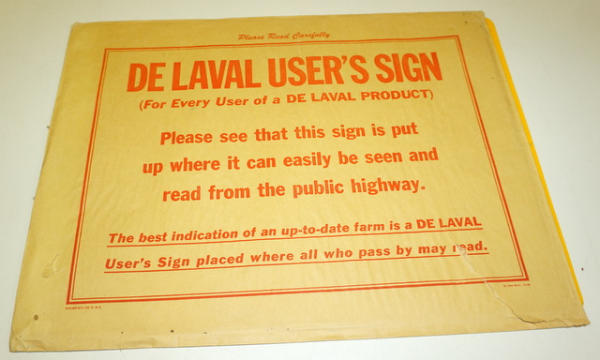 Please Read Carefully
DE LAVAL USER'S SIGN
(For Every User of a DE LAVAL PRODUCT)
Please see that this sign is put
up where it can easily be seen and
read from the public highway.
The best indication of an up-to-date farm is a DE LAVAL
User's Sign placed where all who pass by may read.